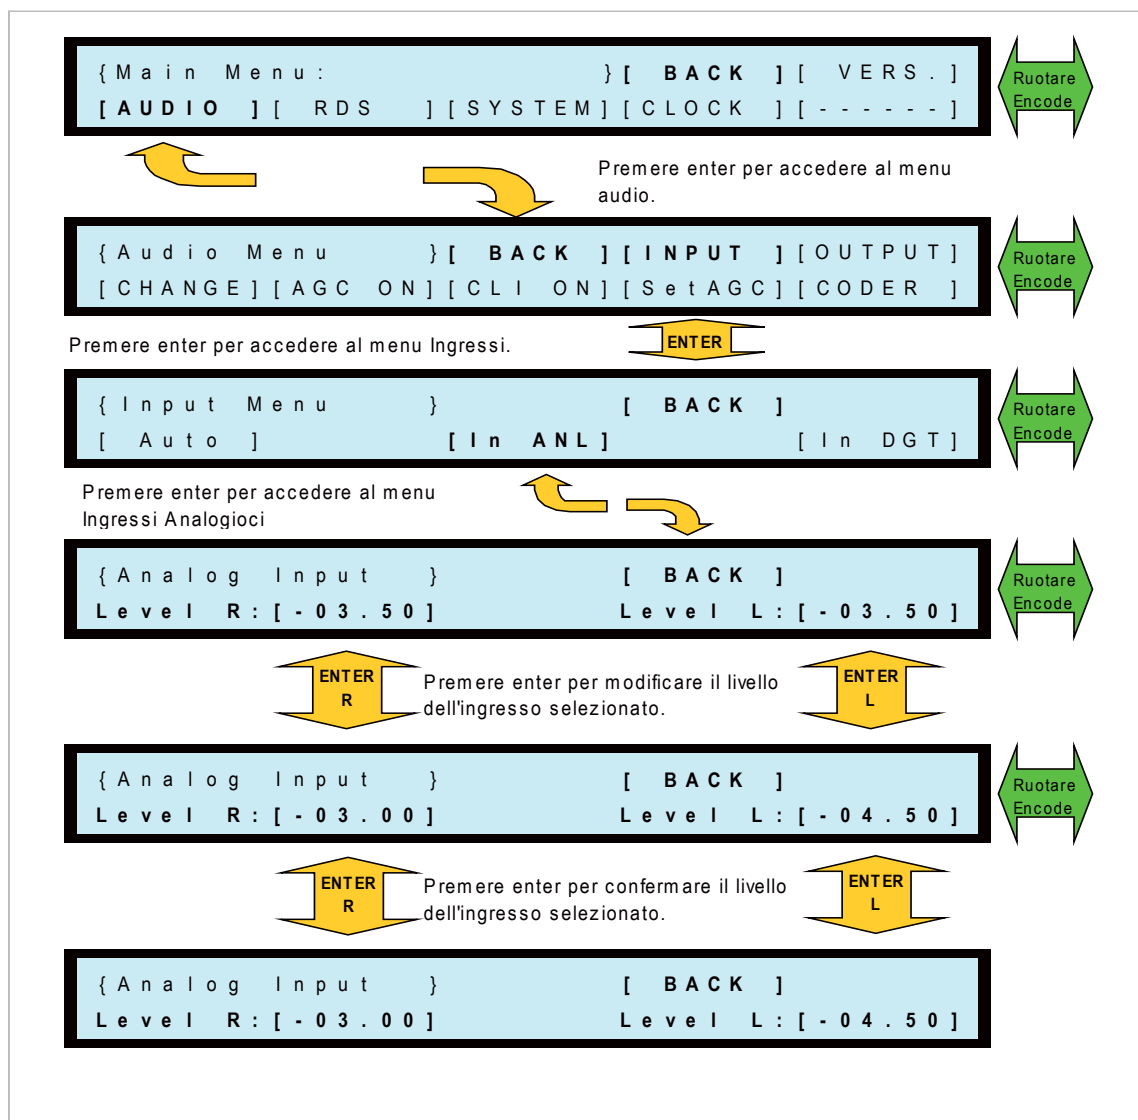 {Main Menu: }[ BACK ][ VERS.]
[AUDIO ][ RDS ][SYSTEM][CLOCK ][------]
Ruotare
Encode
Premere enter per accedere al menu
audio.
{Audio Menu }[ BACK ][INPUT ][OUTPUT]
[CHANGE][AGC ON][CLI ON][SetAGC][CODER ]
Ruotare
Encode
Premere enter per accedere al menu Ingressi.
ENTER
{Input Menu } [ BACK ]
[ Auto ] [In ANL] [In DGT]
Ruotare
Encode
Premere enter per accedere al menu
Ingressi Analogioci
{Analog Input } [ BACK ]
Level R:[-03.50] Level L:[-03.50]
Ruotare
Encode
ENTER
R
Premere enter per modificare il livello
dell'ingresso selezionato.
ENTER
L
{Analog Input } [ BACK ]
Level R:[-03.00] Level L:[-04.50]
Ruotare
Encode
ENTER
R
Premere enter per confermare il livello
dell'ingresso selezionato.
ENTER
L
{Analog Input } [ BACK ]
Level R:[-03.00] Level L:[-04.50]